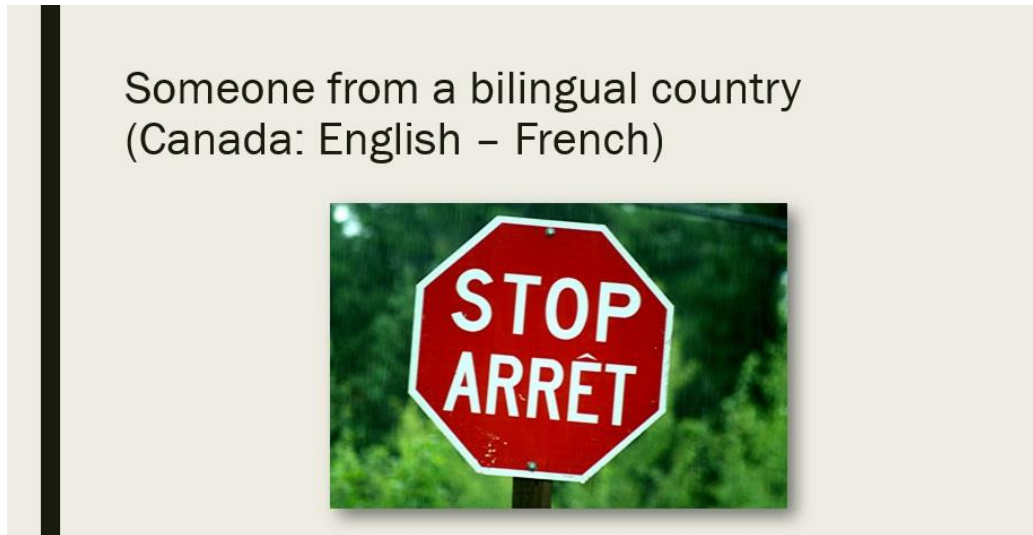 Someone from a bilingual country
(Canada: English – French)
STOP
ARRÊT